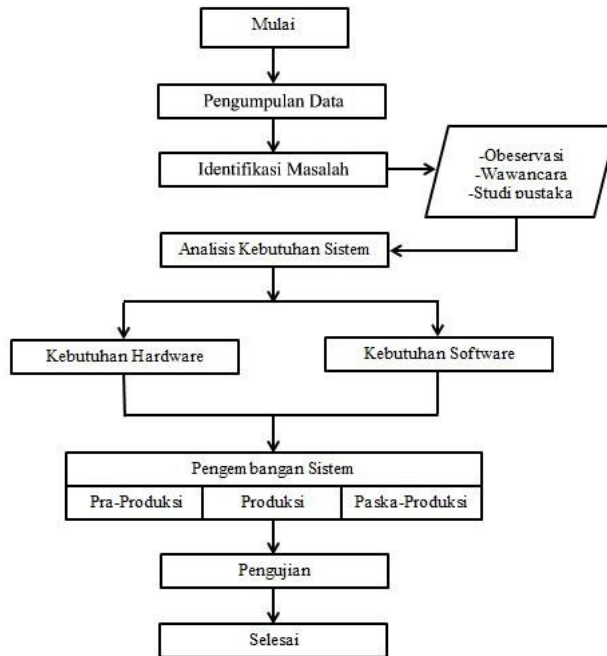 Mulai
Pengumpulan Data
Identifikasi Masalah
-Obeservasi
-Wawancara
-Studi pustaka
Analisis Kebutuhan Sistem
Kebutuhan Hardware
Kebutuhan Software
Pengembangan Sistem
Pra-Produksi
Produksi
Paska-Produksi
Pengujian
Selesai